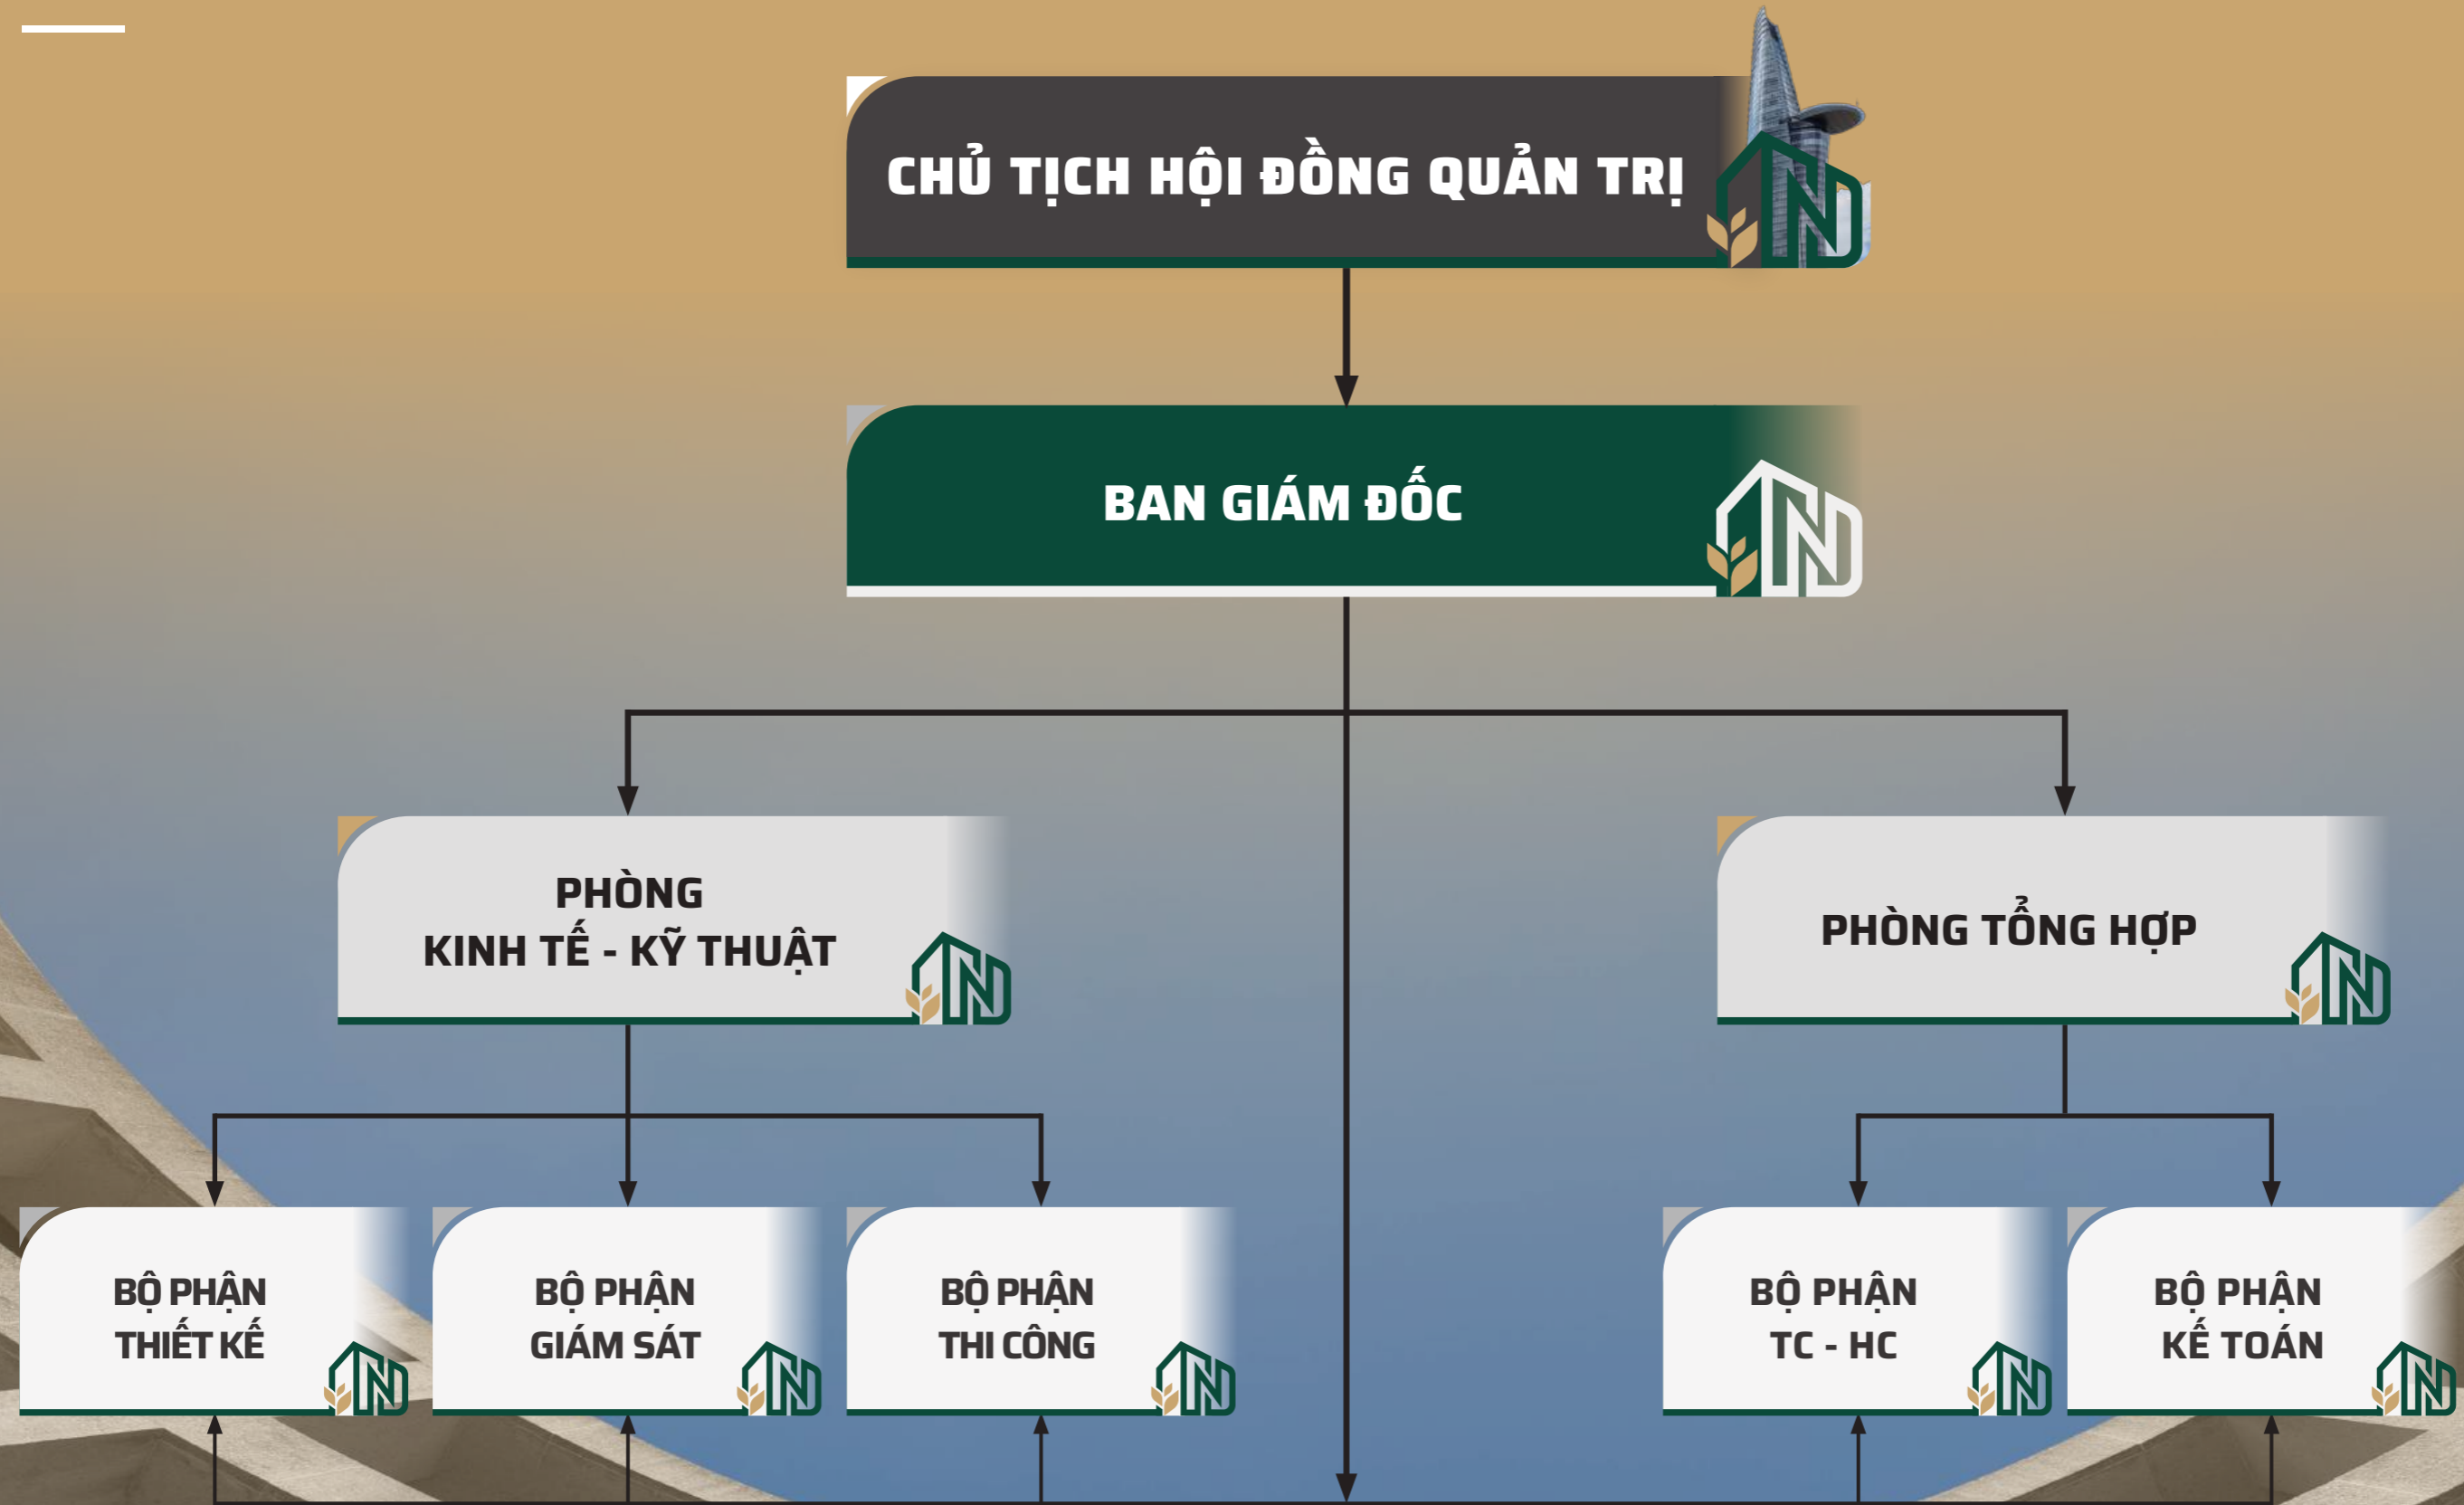 CHỦ TỊCH HỘI ĐỒNG QUẢN TRỊ
BAN GIÁM ĐỐC
PHÒNG
KINH TẾ - KỸ THUẬT
PHÒNG TỔNG HỢP
BỘ PHẬN
THIẾT KẾ
BỘ PHẬN
GIÁM SÁT
BỘ PHẬN
THI CÔNG
BỘ PHẬN
TC - HC
BỘ PHẬN
KẾ TOÁN